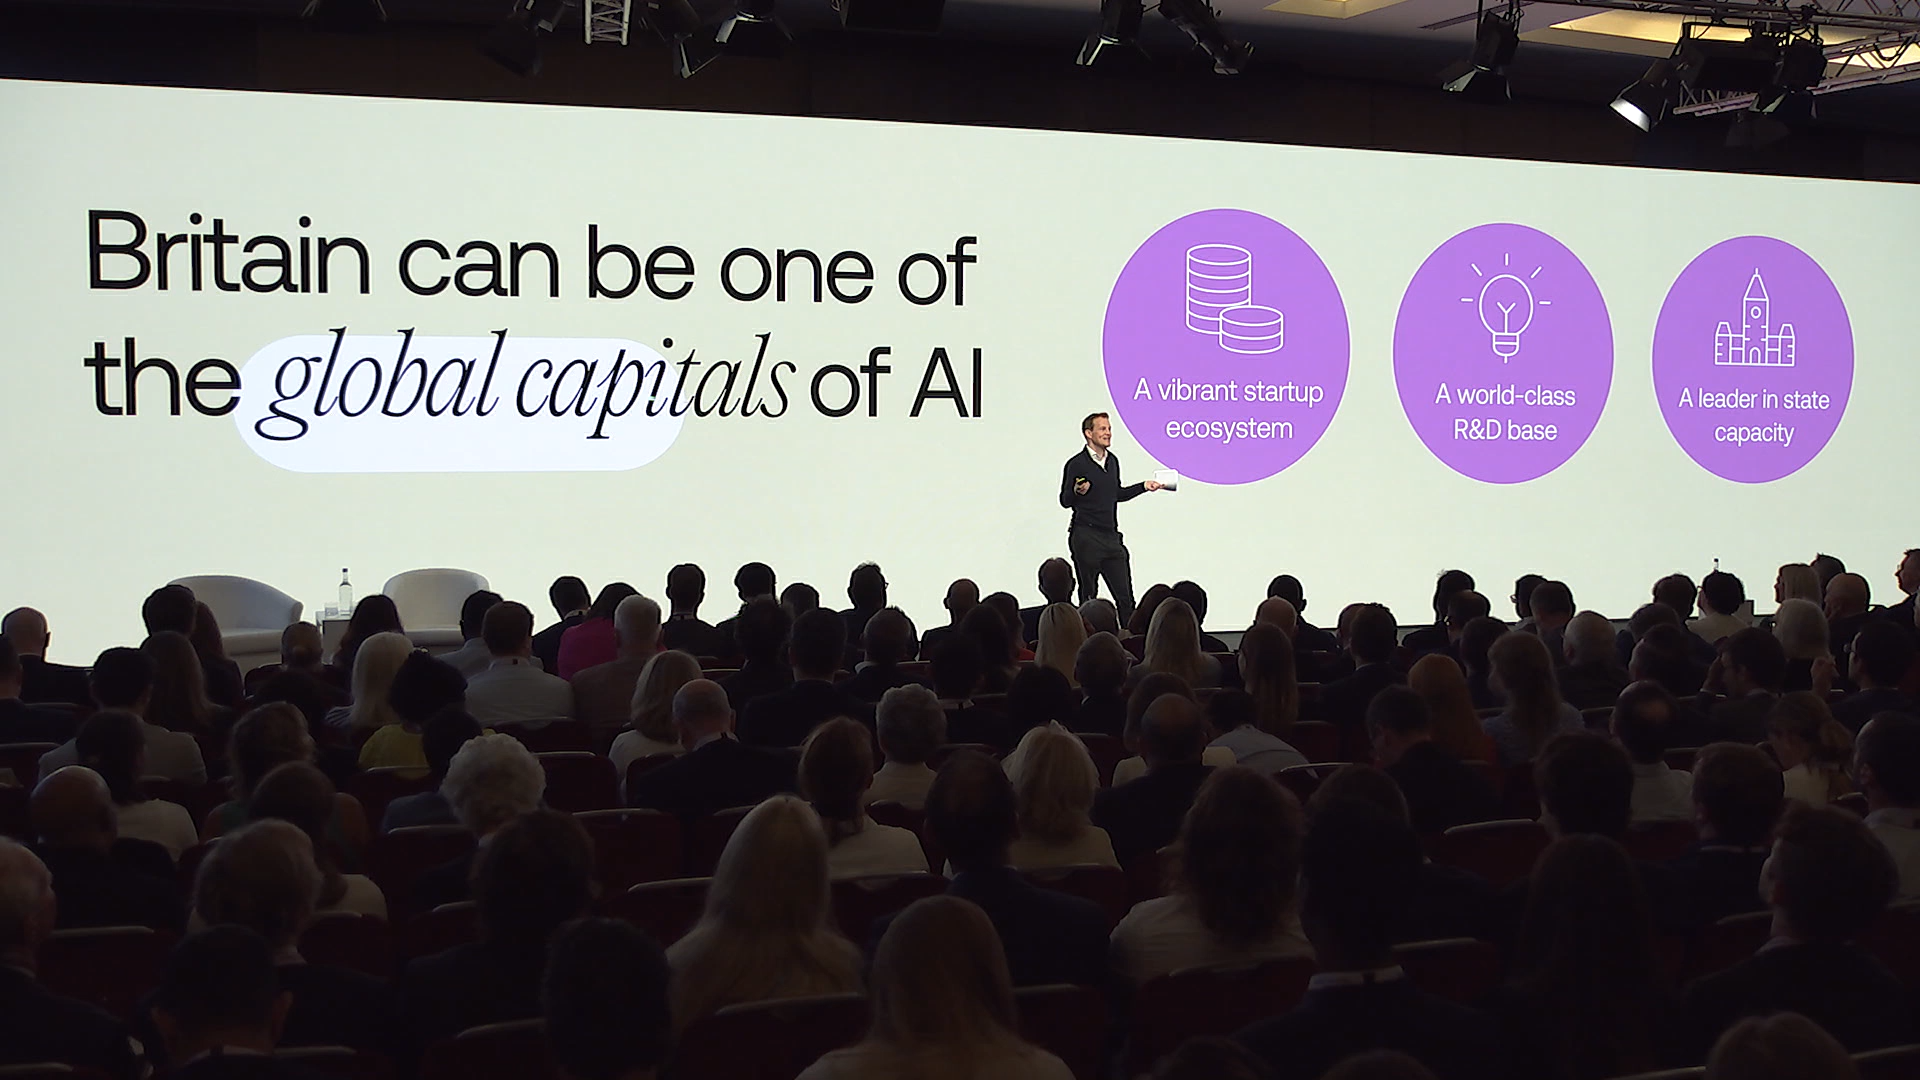 Britain can be one of
the global capitals of AI
A vibrant startup
ecosystem
A world-class
R&D base
A leader in state
capacity